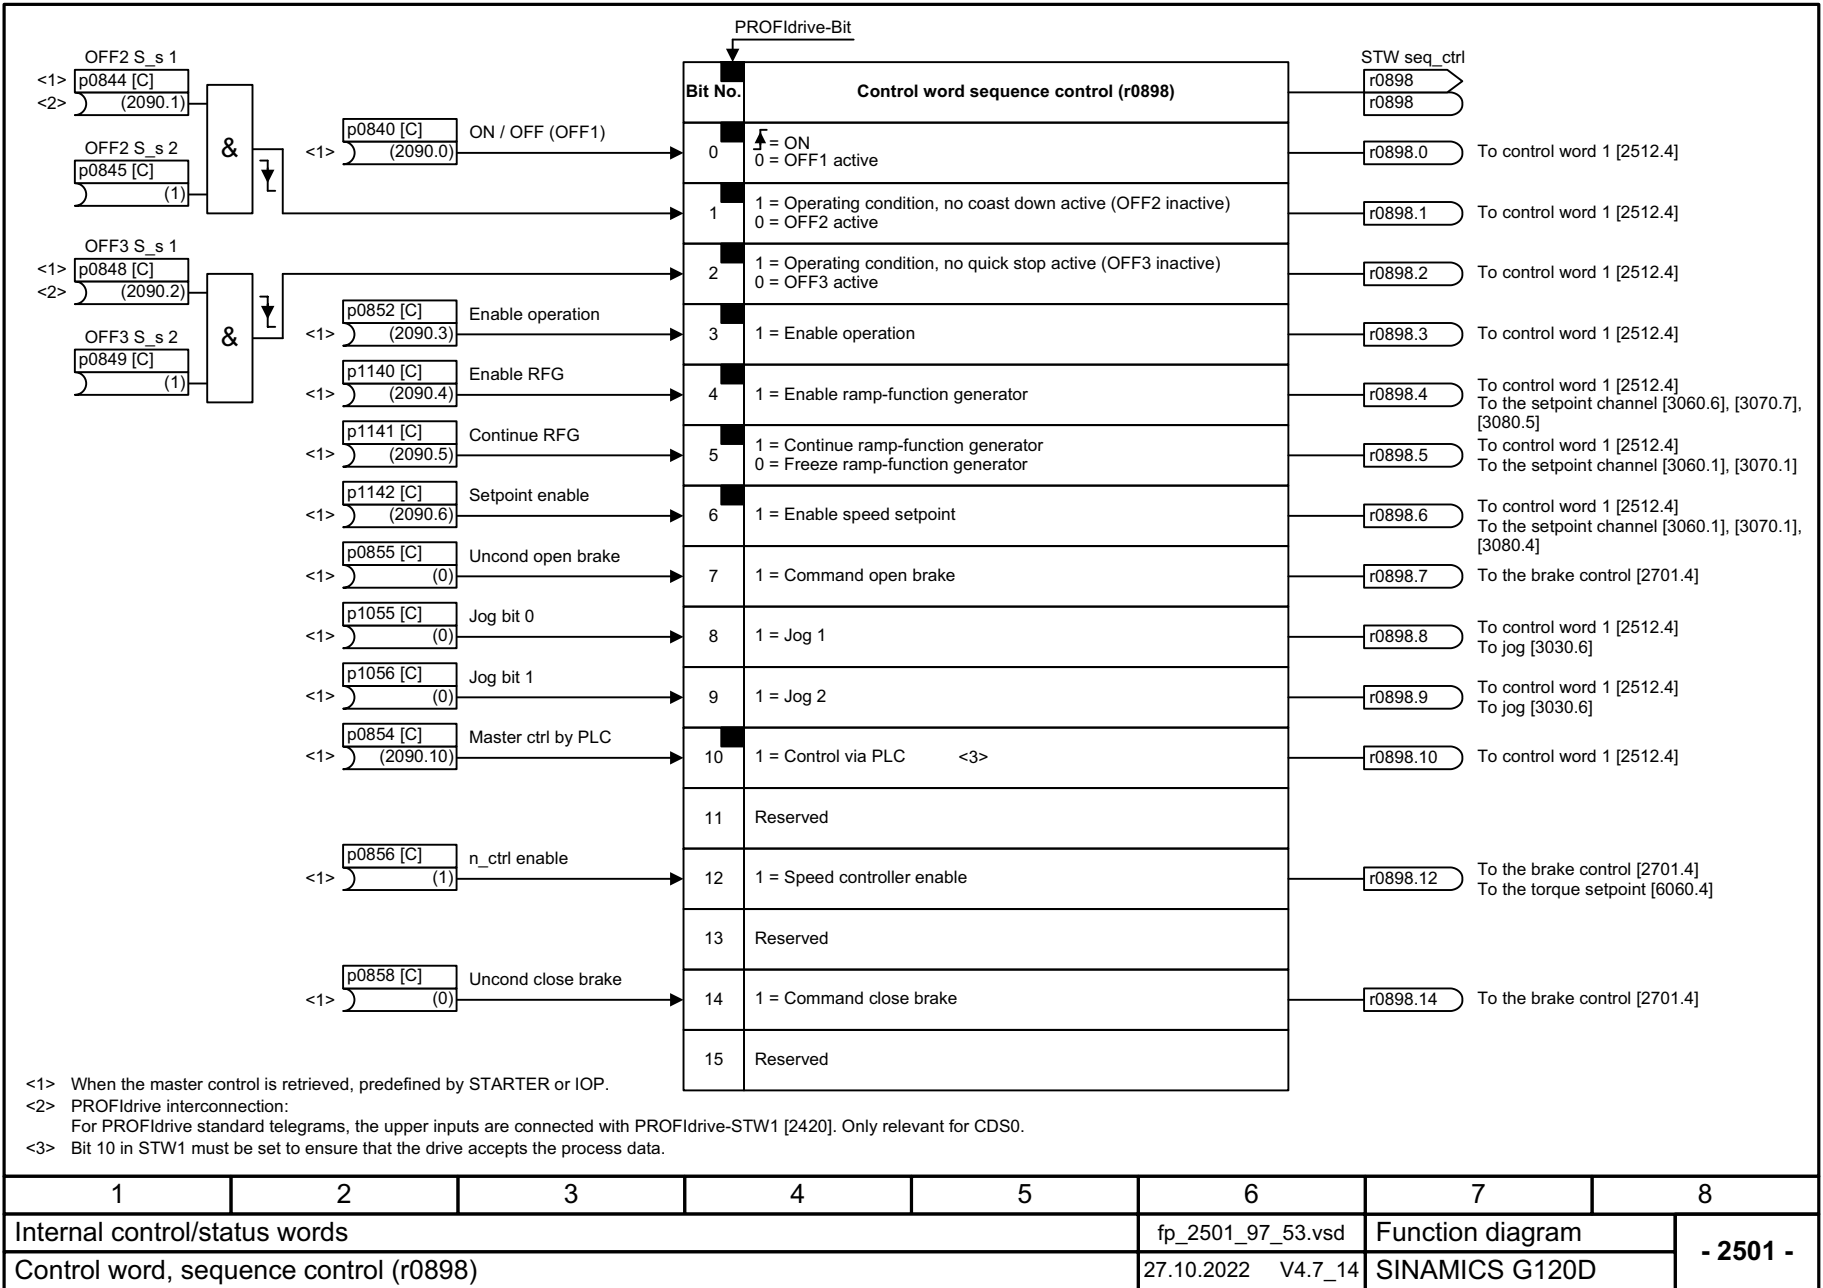 PROFIdrive-Bit
OFF2 S_s 1
<1> p0844 [C]
<2> (2090.1)
OFF2 S_s 2
p0845 [C]
(1)
&
OFF3 S_s 1
<1> p0848 [C]
<2> (2090.2)
OFF3 S_s 2
p0849 [C]
(1)
&
p0840 [C] ON / OFF (OFF1)
<1> (2090.0)
p0852 [C] Enable operation
<1> (2090.3)
p1140 [C] Enable RFG
<1> (2090.4)
p1141 [C] Continue RFG
<1> (2090.5)
p1142 [C] Setpoint enable
<1> (2090.6)
p0855 [C] Uncond open brake
<1> (0)
p1055 [C] Jog bit 0
<1> (0)
p1056 [C] Jog bit 1
<1> (0)
p0854 [C] Master ctrl by PLC
<1> (2090.10)
p0856 [C] n_ctrl enable
<1> (1)
p0858 [C] Uncond close brake
<1> (0)
Bit No. Control word sequence control (r0898)
0 = ON
0 = OFF1 active
1 1 = Operating condition, no coast down active (OFF2 inactive)
0 = OFF2 active
2 1 = Operating condition, no quick stop active (OFF3 inactive)
0 = OFF3 active
3 1 = Enable operation
4 1 = Enable ramp-function generator
5 1 = Continue ramp-function generator
0 = Freeze ramp-function generator
6 1 = Enable speed setpoint
7 1 = Command open brake
8 1 = Jog 1
9 1 = Jog 2
10 1 = Control via PLC <3>
11 Reserved
12 1 = Speed controller enable
13 Reserved
14 1 = Command close brake
15 Reserved
STW seq_ctrl
r0898
r0898
r0898.0 To control word 1 [2512.4]
r0898.1 To control word 1 [2512.4]
r0898.2 To control word 1 [2512.4]
r0898.3 To control word 1 [2512.4]
r0898.4 To control word 1 [2512.4]
To the setpoint channel [3060.6], [3070.7],
[3080.5]
r0898.5 To control word 1 [2512.4]
To the setpoint channel [3060.1], [3070.1]
r0898.6 To control word 1 [2512.4]
To the setpoint channel [3060.1], [3070.1],
[3080.4]
r0898.7 To the brake control [2701.4]
r0898.8 To control word 1 [2512.4]
To jog [3030.6]
r0898.9 To control word 1 [2512.4]
To jog [3030.6]
r0898.10 To control word 1 [2512.4]
r0898.12 To the brake control [2701.4]
To the torque setpoint [6060.4]
r0898.14 To the brake control [2701.4]
<1> When the master control is retrieved, predefined by STARTER or IOP.
<2> PROFIdrive interconnection:
For PROFIdrive standard telegrams, the upper inputs are connected with PROFIdrive-STW1 [2420]. Only relevant for CDS0.
<3> Bit 10 in STW1 must be set to ensure that the drive accepts the process data.
1 2 3 4 5 6 7 8
Internal control/status words fp_2501_97_53.vsd Function diagram - 2501 -
Control word, sequence control (r0898) 27.10.2022 V4.7_14 SINAMICS G120D